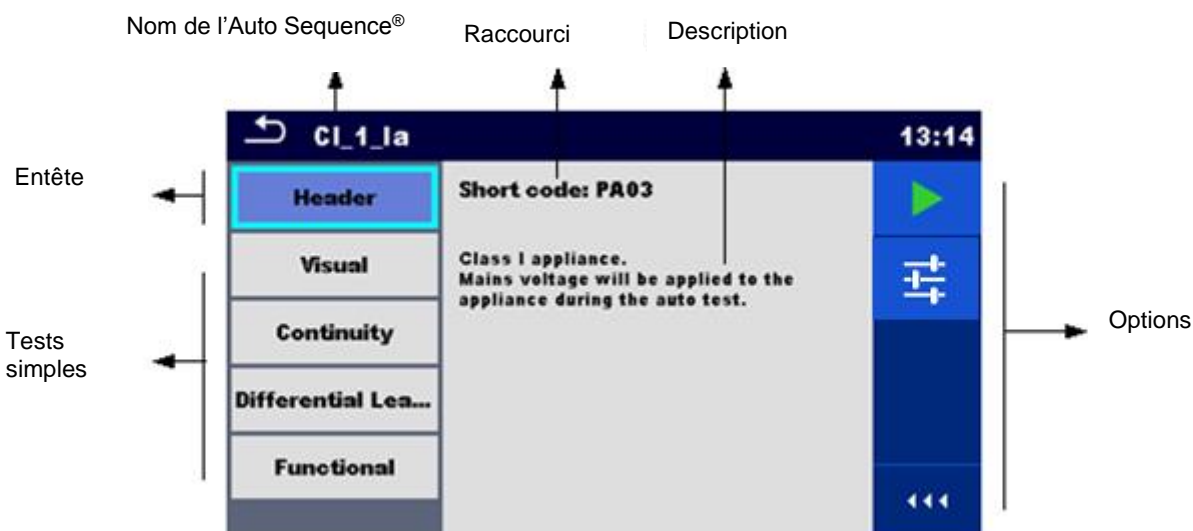 Nom de l'Auto Sequence®
Raccourci
Description
Cl_1_Ia
13:14
Entête
Header
Short code: PA03
Visual
Class I appliance.
Mains voltage will be applied to the
appliance during the auto test.
Continuity
Tests
simples
Options
Differential Lea...
Functional